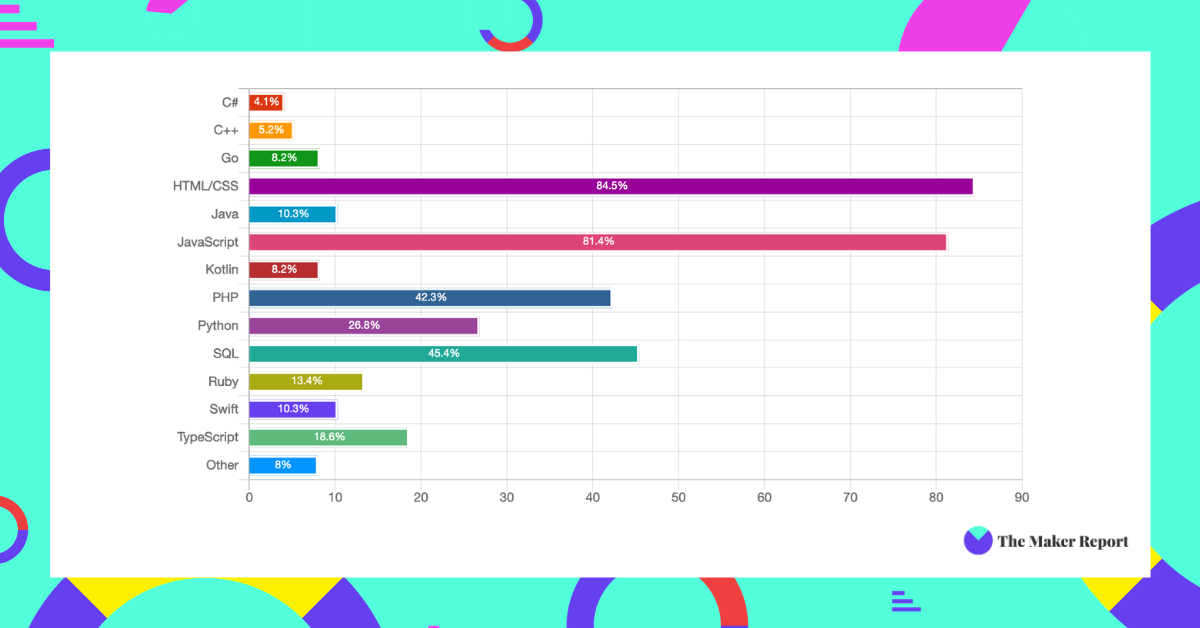 C# 4.1%
C++ 5.2%
Go 8.2%
HTML/CSS 84.5%
Java 10.3%
JavaScript 81.4%
Kotlin 8.2%
PHP 42.3%
Python 26.8%
SQL 45.4%
Ruby 13.4%
Swift 10.3%
TypeScript 18.6%
Other 8%
0 10 20 30 40 50 60 70 80 90
The Maker Report